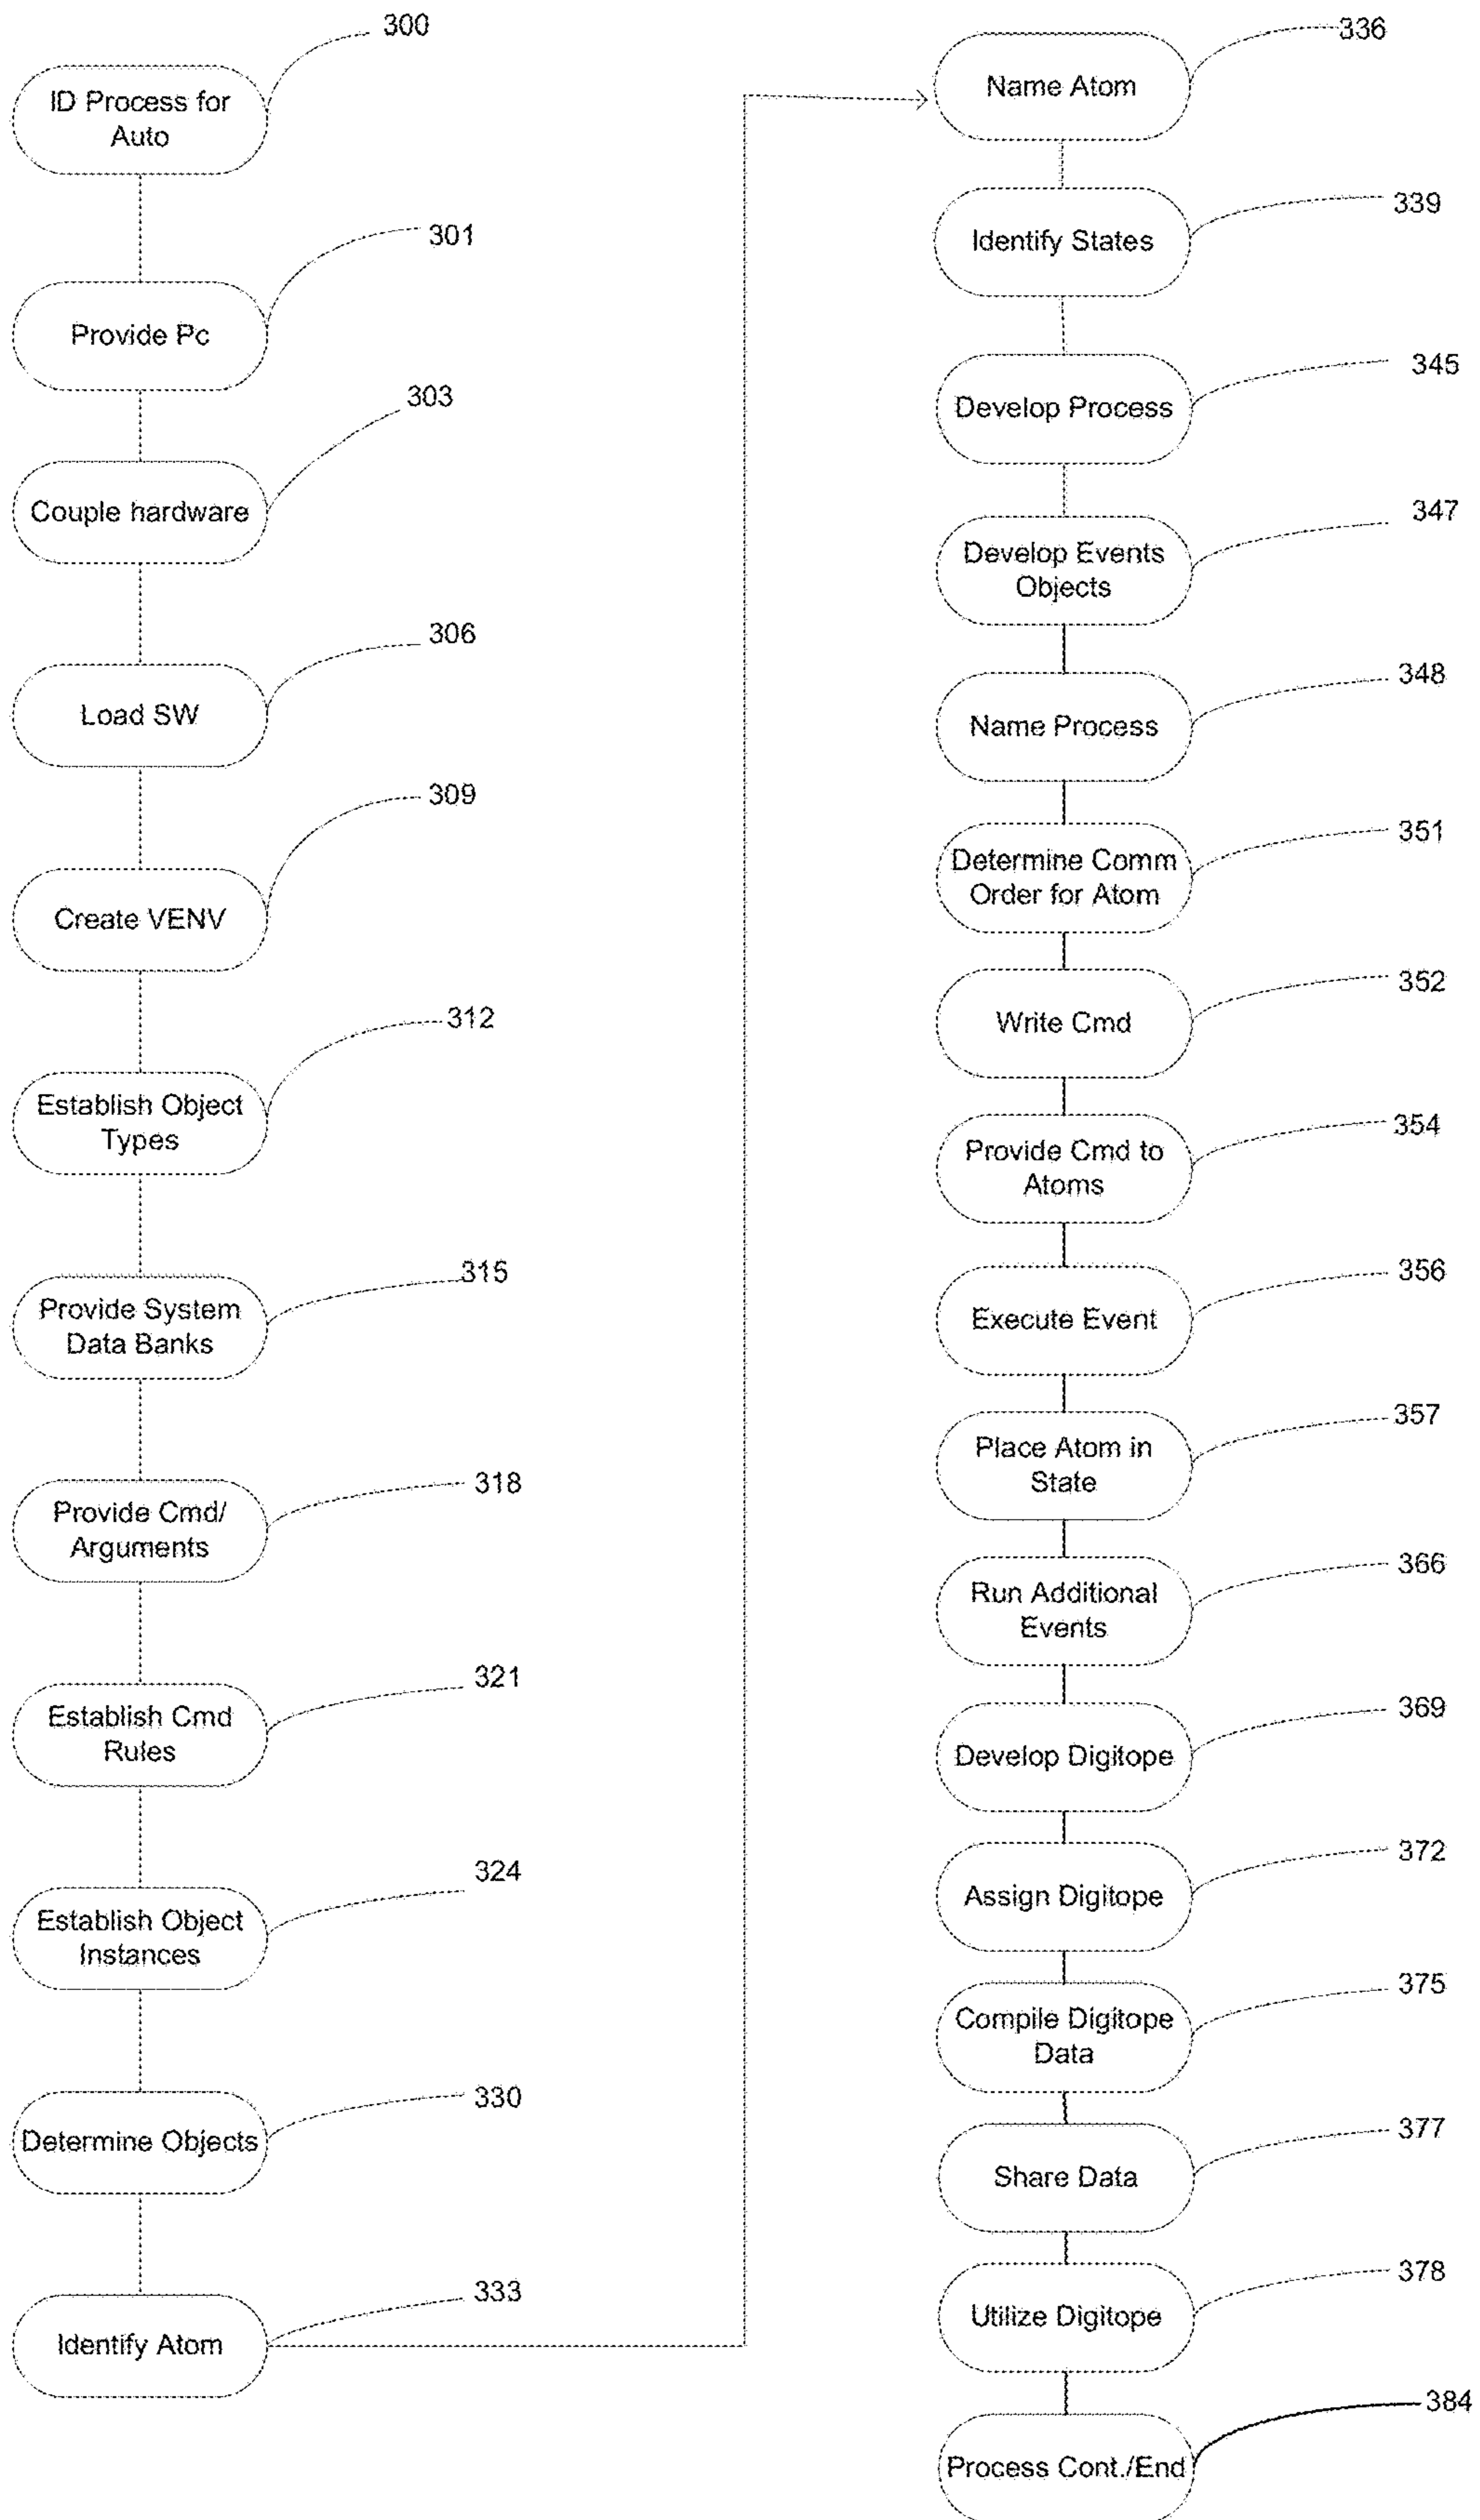 300
ID Process for
Auto
301
Provide Pc
303
Couple hardware
306
Load SW
309
Create VENV
312
Establish Object
Types
315
Provide System
Data Banks
318
Provide Cmd/
Arguments
321
Establish Cmd
Rules
324
Establish Object
Instances
330
Determine Objects
333
Identify Atom
336
Name Atom
339
Identify States
345
Develop Process
347
Develop Events
Objects
348
Name Process
351
Determine Comm
Order for Atom
352
Write Cmd
354
Provide Cmd to
Atoms
356
Execute Event
357
Place Atom in
State
366
Run Additional
Events
369
Develop Digitope
372
Assign Digitope
375
Compile Digitope
Data
377
Share Data
378
Utilize Digitope
384
Process Cont./End